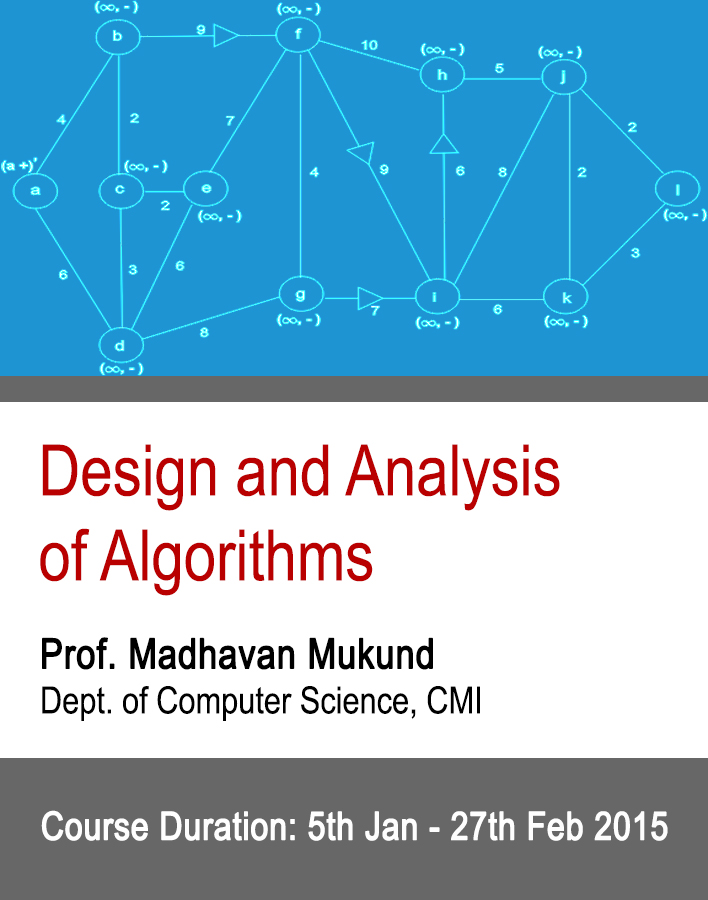 (∞, - )
(∞, - )
b
9
f
10
(∞, - )
(∞, - )
h
5
j
4
2
7
2
(a +)'
(∞, - )
a
c
2
e
(∞, - )
4
9
6
8
2
l
(∞, - )
6
3
6
3
g
(∞, - )
7
i
(∞, - )
6
k
(∞, - )
8
d
(∞, - )
Design and Analysis
of Algorithms
Prof. Madhavan Mukund
Dept. of Computer Science, CMI
Course Duration: 5th Jan - 27th Feb 2015